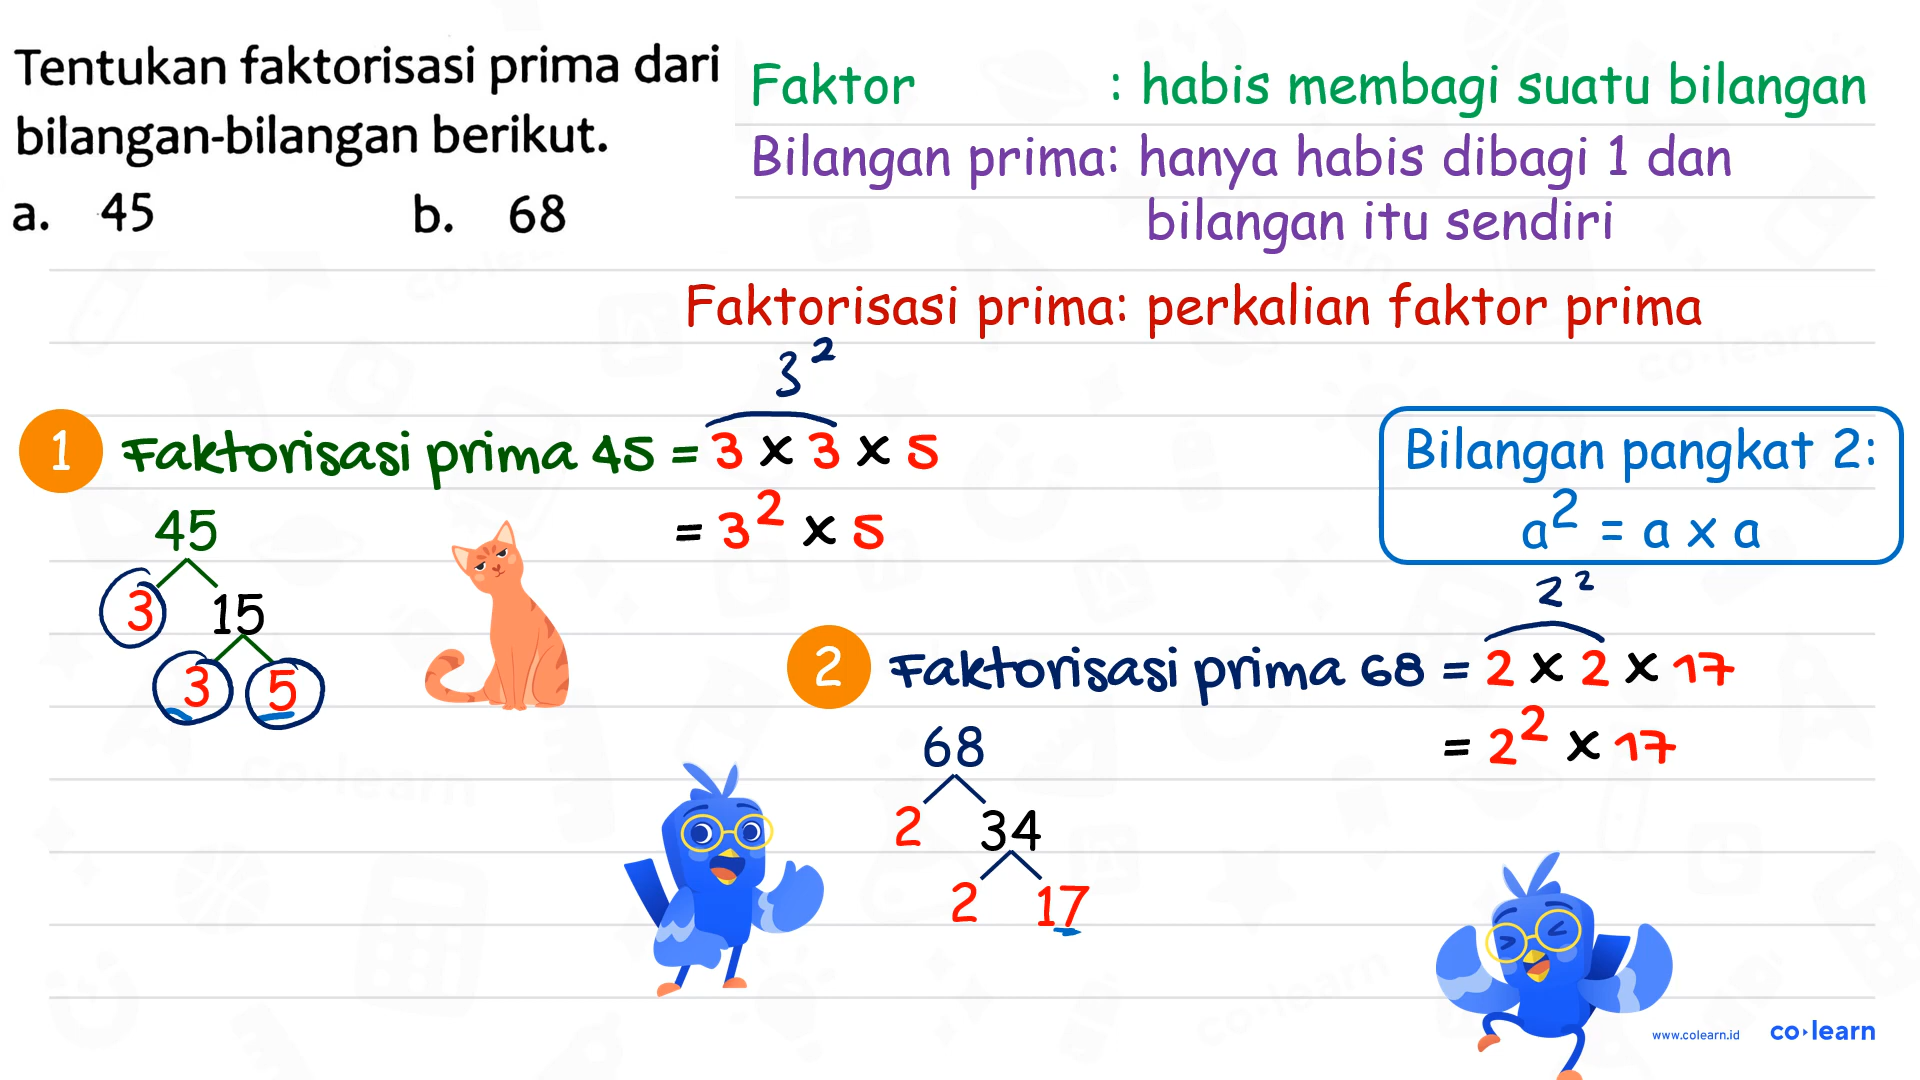 Tentukan faktorisasi prima dari
bilangan-bilangan berikut.
a. 45 b. 68
Faktor : habis membagi suatu bilangan
Bilangan prima: hanya habis dibagi 1 dan
bilangan itu sendiri
Faktorisasi prima: perkalian faktor prima
3²
1 Faktorisasi prima 45 = 3 x 3 x 5
= 3² x 5
45
3 15
3 5
Bilangan pangkat 2:
a² = a x a
2²
2 Faktorisasi prima 68 = 2 x 2 x 17
= 2² x 17
68
2 34
2 17
www.colearn.id co·learn